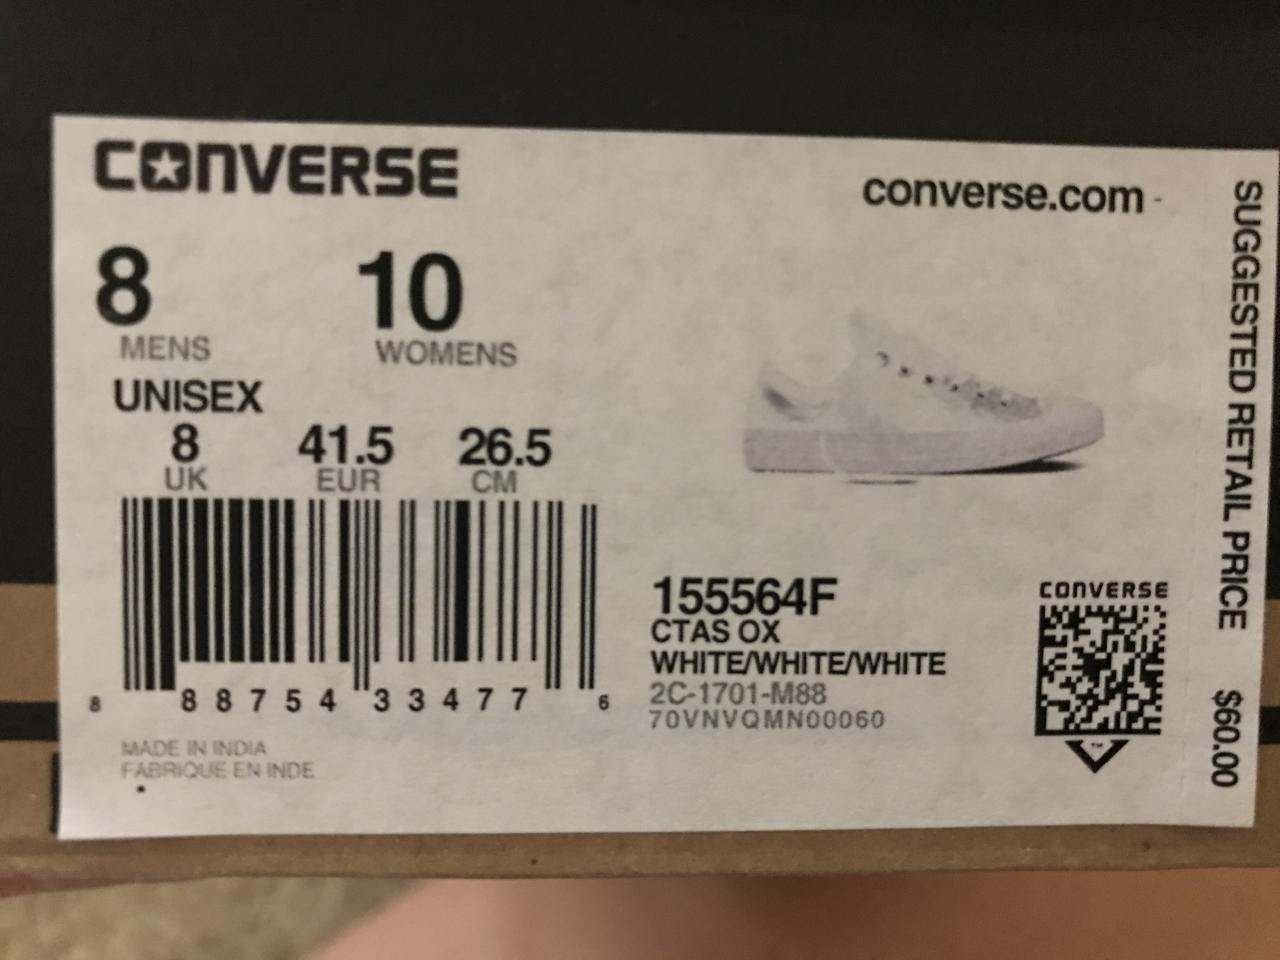 CONVERSE
converse.com
8 10
MENS WOMENS
UNISEX
8 41.5 26.5
UK EUR CM
8 88754 33477 6
MADE IN INDIA
FABRIQUE EN INDE
155564F
CTAS OX
WHITE/WHITE/WHITE
2C-1701-M88
70VNVQMN00060
CONVERSE
TM
SUGGESTED RETAIL PRICE $60.00